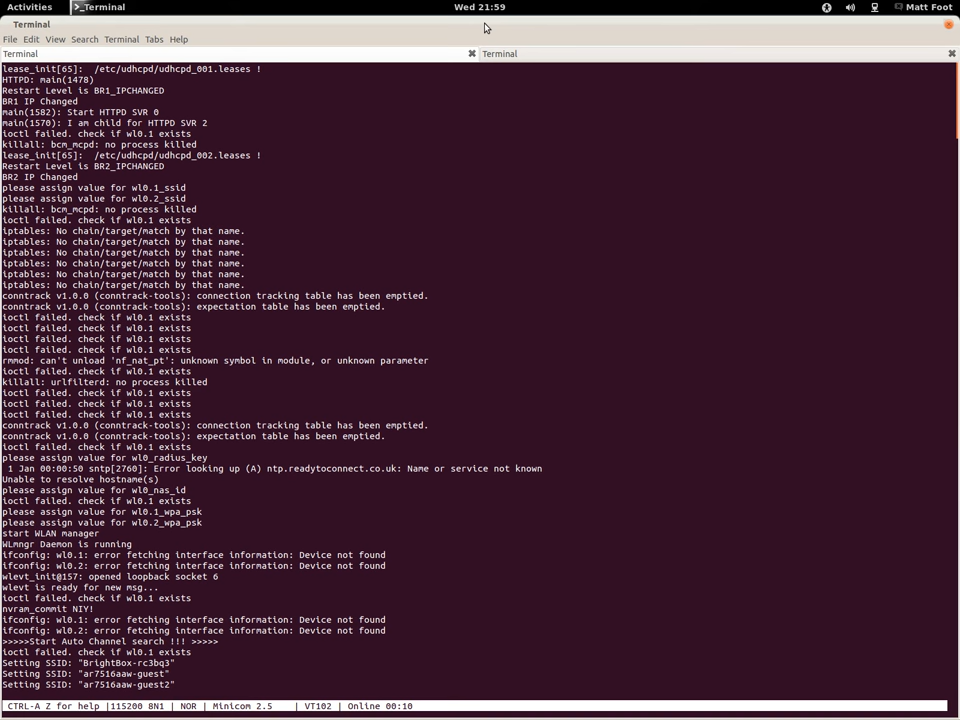 Activities
>_Terminal
Wed 21:59
Matt Foot
Terminal
File Edit View Search Terminal Tabs Help
Terminal
Terminal
lease_init[65]:  /etc/udhcpd/udhcpd_001.leases !
HTTPD: main(1478)
Restart Level is BR1_IPCHANGED
BR1 IP Changed
main(1582): Start HTTPD SVR 0
main(1570): I am child for HTTPD SVR 2
ioctl failed. check if wl0.1 exists
killall: bcm_mcpd: no process killed
lease_init[65]:  /etc/udhcpd/udhcpd_002.leases !
Restart Level is BR2_IPCHANGED
BR2 IP Changed
please assign value for wl0.1_ssid
please assign value for wl0.2_ssid
killall: bcm_mcpd: no process killed
ioctl failed. check if wl0.1 exists
iptables: No chain/target/match by that name.
iptables: No chain/target/match by that name.
iptables: No chain/target/match by that name.
iptables: No chain/target/match by that name.
iptables: No chain/target/match by that name.
iptables: No chain/target/match by that name.
conntrack v1.0.0 (conntrack-tools): connection tracking table has been emptied.
conntrack v1.0.0 (conntrack-tools): expectation table has been emptied.
ioctl failed. check if wl0.1 exists
ioctl failed. check if wl0.1 exists
ioctl failed. check if wl0.1 exists
ioctl failed. check if wl0.1 exists
rmmod: can't unload 'nf_nat_pt': unknown symbol in module, or unknown parameter
ioctl failed. check if wl0.1 exists
killall: urlfilterd: no process killed
ioctl failed. check if wl0.1 exists
ioctl failed. check if wl0.1 exists
ioctl failed. check if wl0.1 exists
conntrack v1.0.0 (conntrack-tools): connection tracking table has been emptied.
conntrack v1.0.0 (conntrack-tools): expectation table has been emptied.
ioctl failed. check if wl0.1 exists
please assign value for wl0_radius_key
 1 Jan 00:00:50 sntp[2760]: Error looking up (A) ntp.readytoconnect.co.uk: Name or service not known
Unable to resolve hostname(s)
please assign value for wl0_nas_id
ioctl failed. check if wl0.1 exists
please assign value for wl0.1_wpa_psk
please assign value for wl0.2_wpa_psk
start WLAN manager
WLmngr Daemon is running
ifconfig: wl0.1: error fetching interface information: Device not found
ifconfig: wl0.2: error fetching interface information: Device not found
wlevt_init@157: opened loopback socket 6
wlevt is ready for new msg...
ioctl failed. check if wl0.1 exists
nvram_commit NIY!
ifconfig: wl0.1: error fetching interface information: Device not found
ifconfig: wl0.2: error fetching interface information: Device not found
>>>>>Start Auto Channel search !!! >>>>>
ioctl failed. check if wl0.1 exists
Setting SSID: "BrightBox-rc3bq3"
Setting SSID: "ar7516aaw-guest"
Setting SSID: "ar7516aaw-guest2"
CTRL-A Z for help |115200 8N1 | NOR | Minicom 2.5    | VT102 | Online 00:10